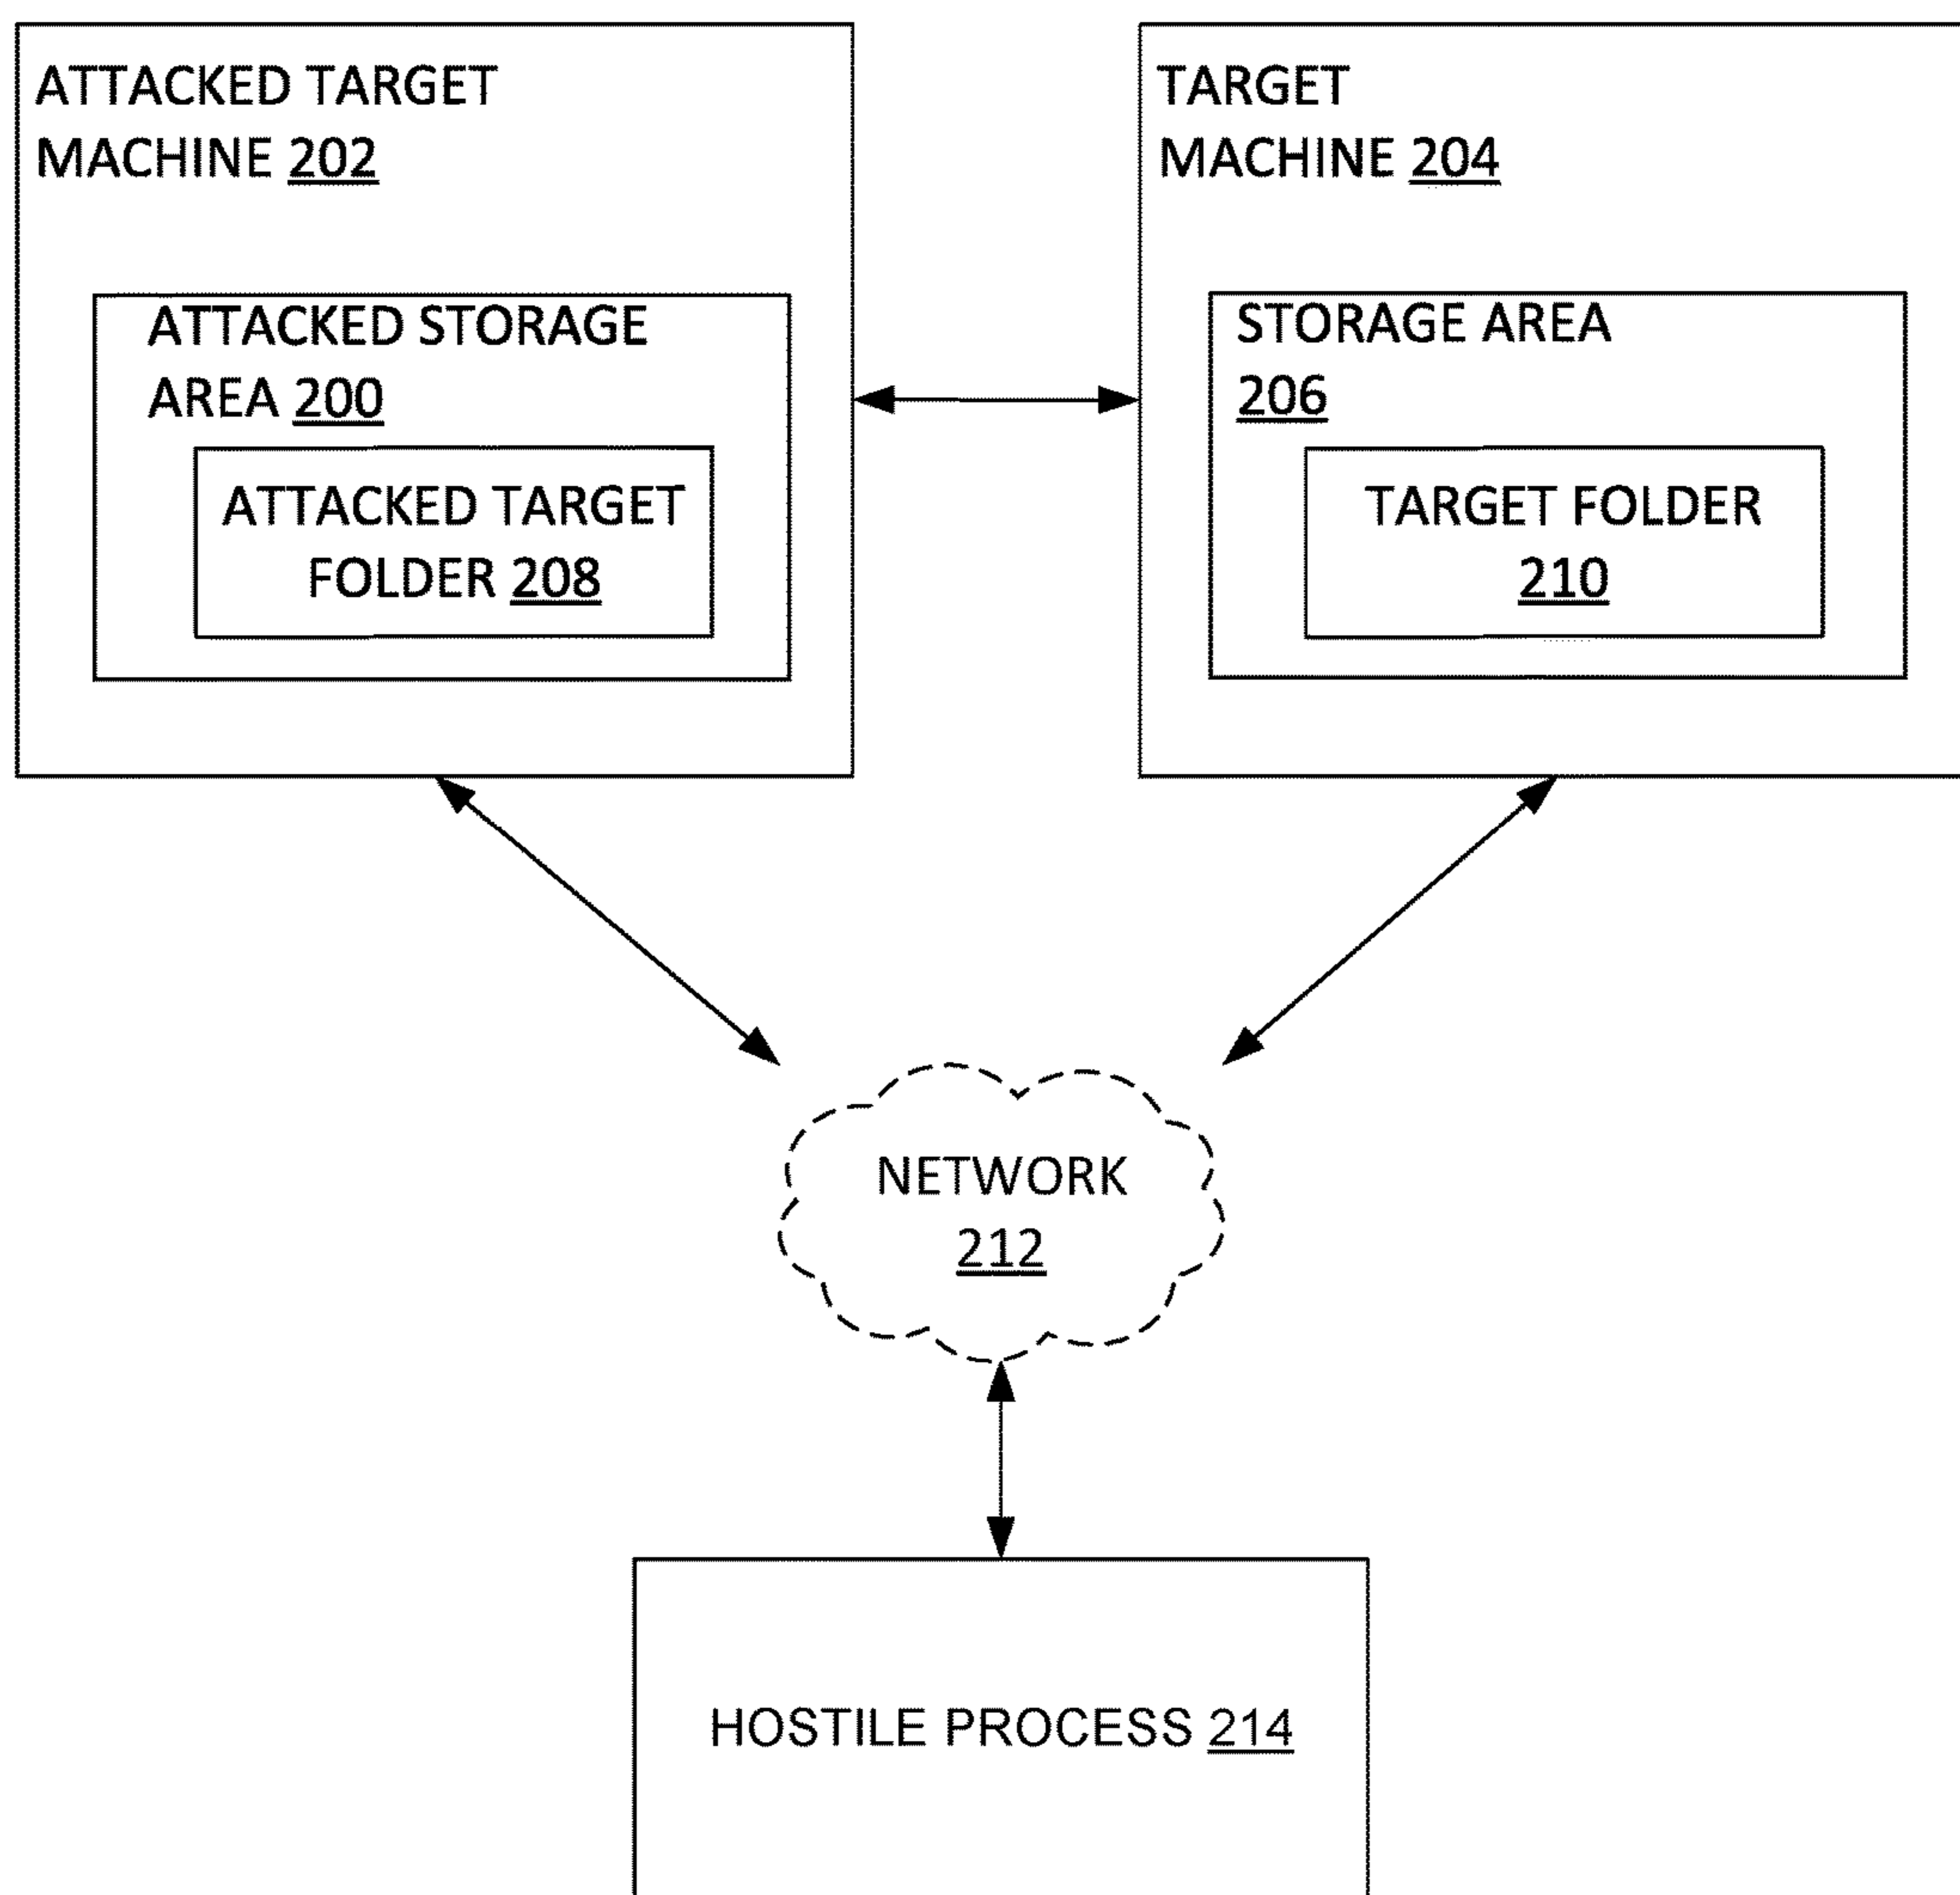 ATTACKED TARGET
MACHINE 202
TARGET
MACHINE 204
ATTACKED STORAGE
AREA 200
STORAGE AREA
206
ATTACKED TARGET
FOLDER 208
TARGET FOLDER
210
NETWORK
212
HOSTILE PROCESS 214